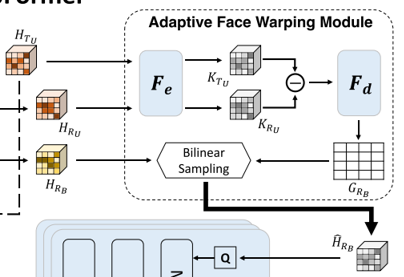 Adaptive Face Warping Module
H_{T_U}
F_e
K_{T_U}
F_d
H_{R_U}
K_{R_U}
H_{R_B}
Bilinear
Sampling
G_{R_B}
Ĥ_{R_B}
Q